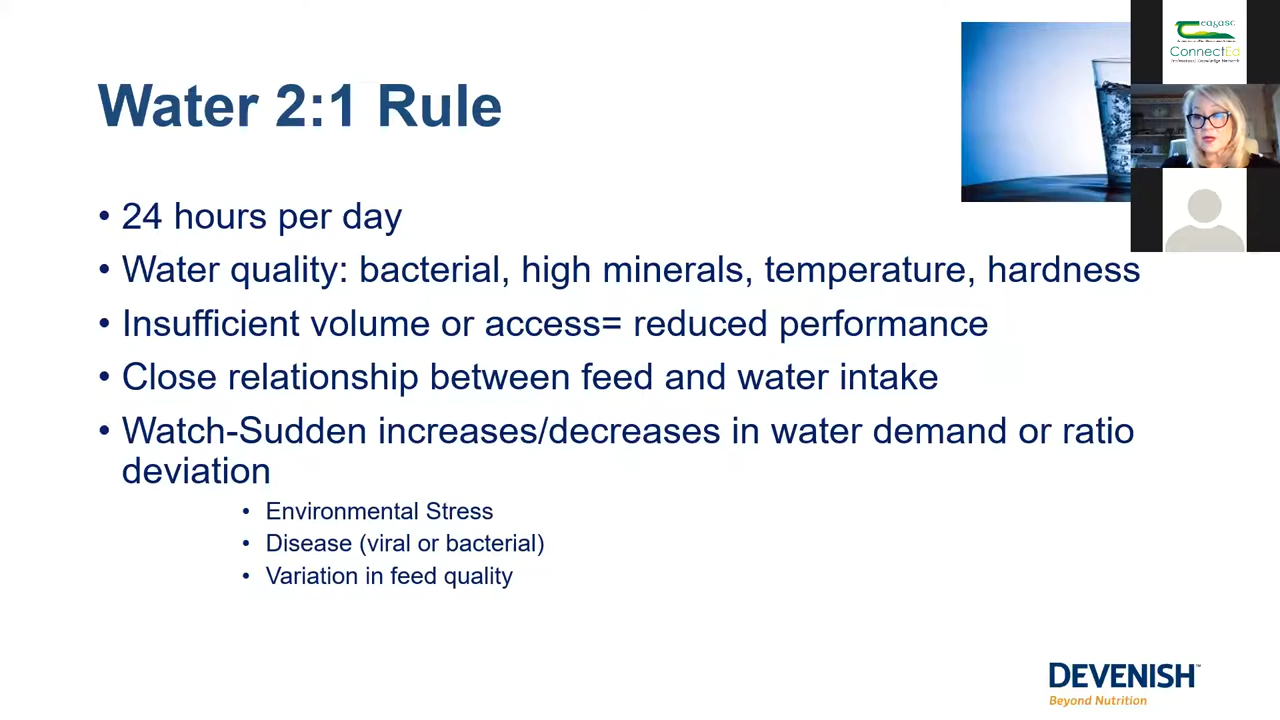 Water 2:1 Rule
• 24 hours per day
• Water quality: bacterial, high minerals, temperature, hardness
• Insufficient volume or access= reduced performance
• Close relationship between feed and water intake
• Watch-Sudden increases/decreases in water demand or ratio
deviation
• Environmental Stress
• Disease (viral or bacterial)
• Variation in feed quality
eagasc
ConnectEd
DEVENISH™
Beyond Nutrition